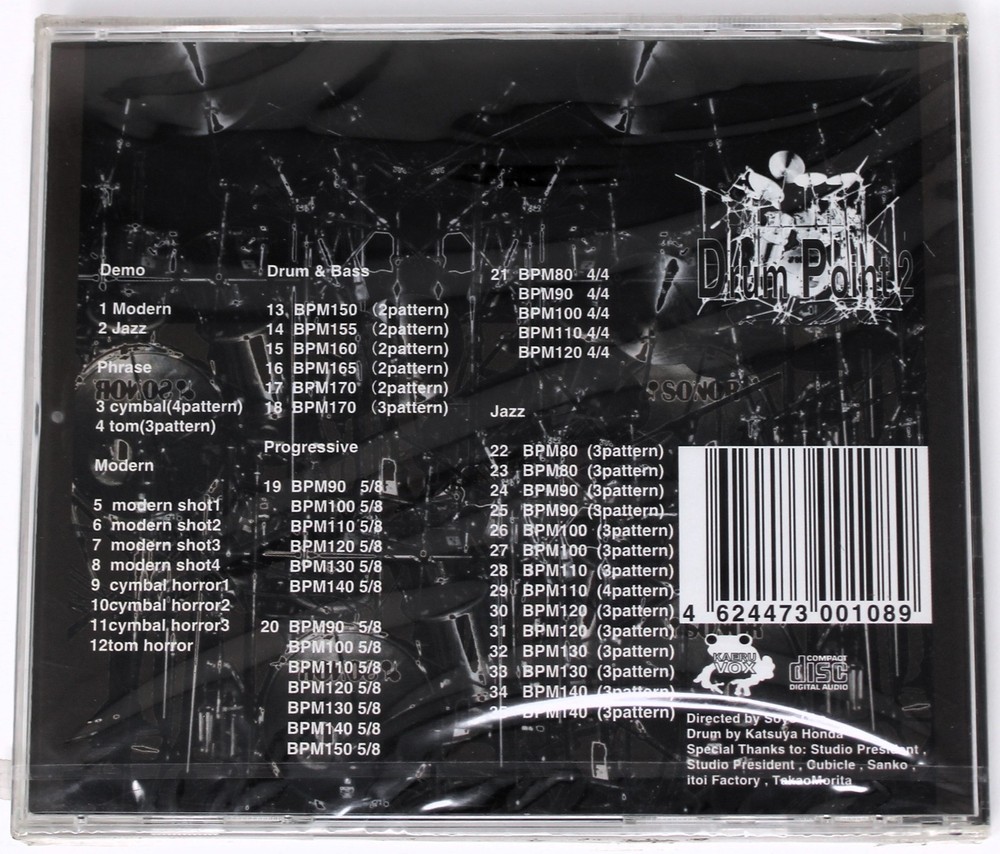 Drum Point 2
Demo
1 Modern
2 Jazz
Phrase
3 cymbal(4pattern)
4 tom(3pattern)
Modern
5 modern shot1
6 modern shot2
7 modern shot3
8 modern shot4
9 cymbal horror1
10cymbal horror2
11cymbal horror3
12tom horror
Drum & Bass
13 BPM150 (2pattern)
14 BPM155 (2pattern)
15 BPM160 (2pattern)
16 BPM165 (2pattern)
17 BPM170 (2pattern)
18 BPM170 (3pattern)
Progressive
19 BPM90 5/8
BPM100 5/8
BPM110 5/8
BPM120 5/8
BPM130 5/8
BPM140 5/8
20 BPM90 5/8
BPM100 5/8
BPM110 5/8
BPM120 5/8
BPM130 5/8
BPM140 5/8
BPM150 5/8
21 BPM80 4/4
BPM90 4/4
BPM100 4/4
BPM110 4/4
BPM120 4/4
Jazz
22 BPM80 (3pattern)
23 BPM80 (3pattern)
24 BPM90 (3pattern)
25 BPM90 (3pattern)
26 BPM100 (3pattern)
27 BPM100 (3pattern)
28 BPM110 (3pattern)
29 BPM110 (4pattern)
30 BPM120 (3pattern)
31 BPM120 (3pattern)
32 BPM130 (3pattern)
33 BPM130 (3pattern)
34 BPM140 (3pattern)
BPM140 (3pattern)
SONOR
SONOR
4 624473 001089
KAERU
VOX
COMPACT
disc
DIGITAL AUDIO
Directed by
Drum by Katsuya Honda
Special Thanks to: Studio President ,
Studio President , Cubicle , Sanko ,
itoi Factory , TakaoMorita